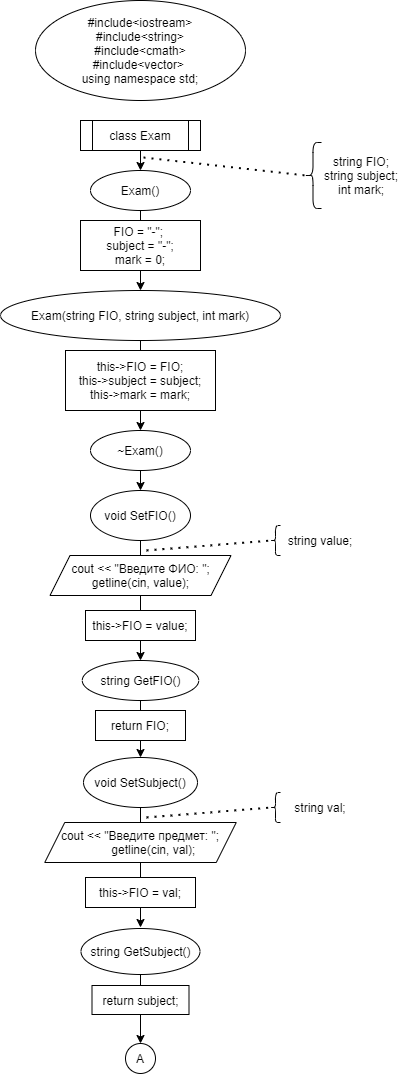 #include<iostream>
#include<string>
#include<cmath>
#include<vector>
using namespace std;
class Exam
string FIO;
string subject;
int mark;
Exam()
FIO = "-";
subject = "-";
mark = 0;
Exam(string FIO, string subject, int mark)
this->FIO = FIO;
this->subject = subject;
this->mark = mark;
~Exam()
void SetFIO()
string value;
cout << "Введите ФИО: ";
getline(cin, value);
this->FIO = value;
string GetFIO()
return FIO;
void SetSubject()
string val;
cout << "Введите предмет: ";
getline(cin, val);
this->FIO = val;
string GetSubject()
return subject;
A